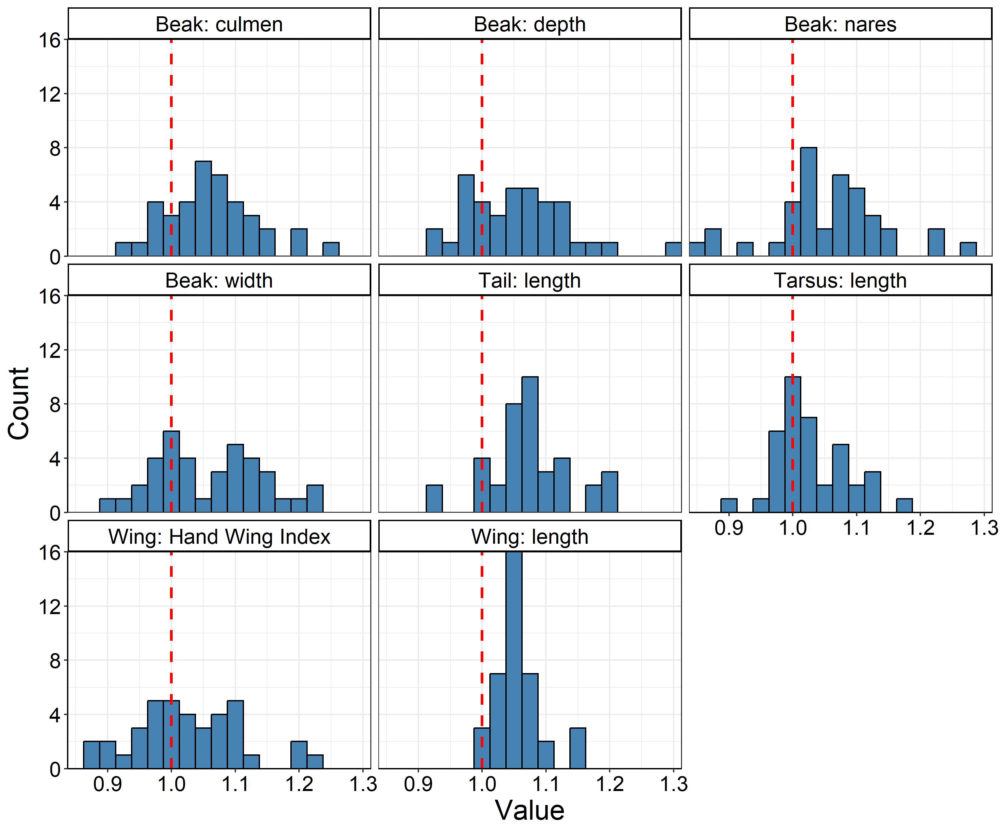 Beak: culmen
Beak: depth
Beak: nares
16
12
8
4
0
Beak: width
Tail: length
Tarsus: length
16
12
8
4
0
0.9 1.0 1.1 1.2 1.3
Wing: Hand Wing Index
Wing: length
16
12
8
4
0
0.9 1.0 1.1 1.2 1.3
0.9 1.0 1.1 1.2 1.3
Count
Value